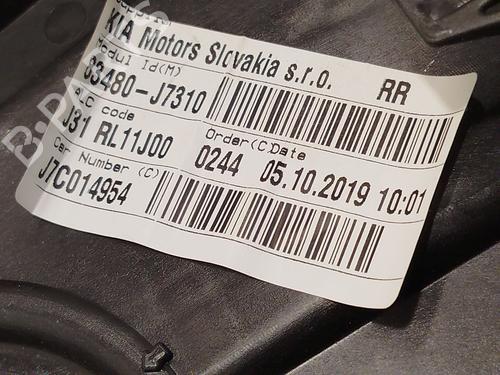 KIA Motors Slovakia s.r.o. RR
Modul Id(M)
83480-J7310
ALC Code
J31 RL11J00
Order(C)Date
0244 05.10.2019 10:01
Car Number (C)
J7C014954